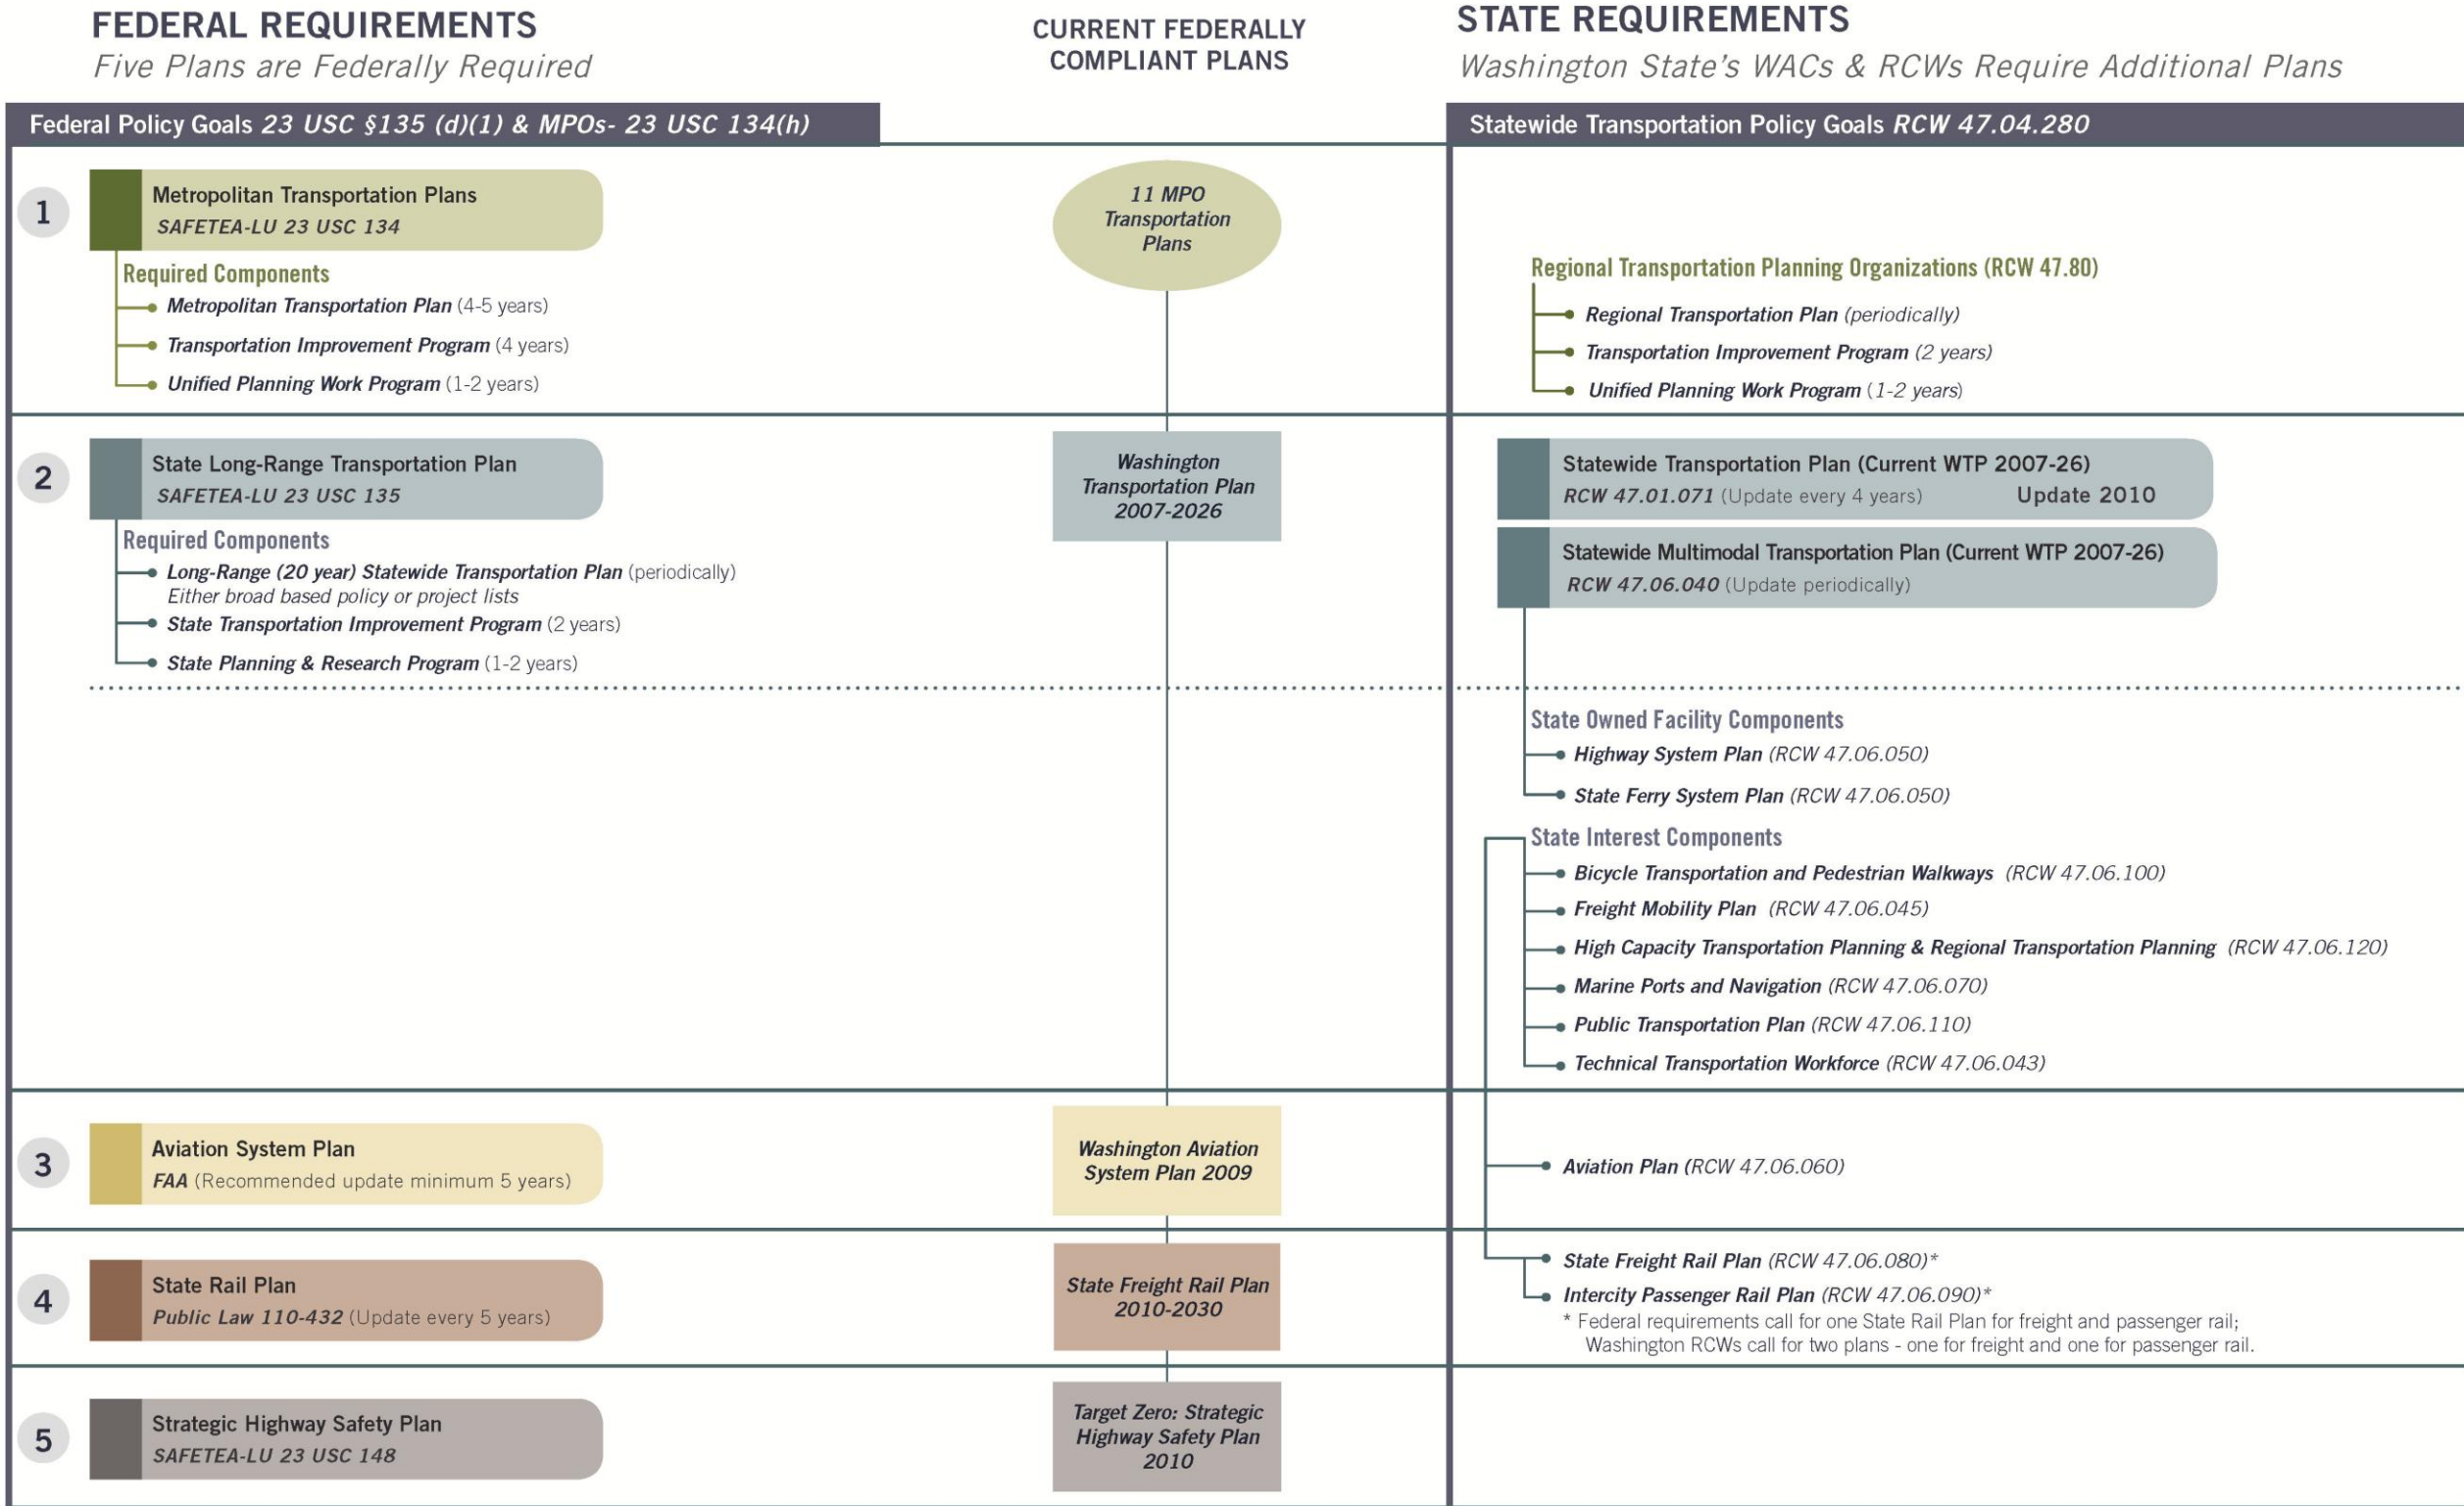 FEDERAL REQUIREMENTS
Five Plans are Federally Required
CURRENT FEDERALLY
COMPLIANT PLANS
STATE REQUIREMENTS
Washington State's WACs & RCWs Require Additional Plans
Federal Policy Goals 23 USC §135 (d)(1) & MPOs- 23 USC 134(h)
Statewide Transportation Policy Goals RCW 47.04.280
1
Metropolitan Transportation Plans
SAFETEA-LU 23 USC 134
Required Components
Metropolitan Transportation Plan (4-5 years)
Transportation Improvement Program (4 years)
Unified Planning Work Program (1-2 years)
11 MPO
Transportation
Plans
Regional Transportation Planning Organizations (RCW 47.80)
Regional Transportation Plan (periodically)
Transportation Improvement Program (2 years)
Unified Planning Work Program (1-2 years)
2
State Long-Range Transportation Plan
SAFETEA-LU 23 USC 135
Required Components
Long-Range (20 year) Statewide Transportation Plan (periodically)
Either broad based policy or project lists
State Transportation Improvement Program (2 years)
State Planning & Research Program (1-2 years)
Washington
Transportation Plan
2007-2026
Statewide Transportation Plan (Current WTP 2007-26)
RCW 47.01.071 (Update every 4 years) Update 2010
Statewide Multimodal Transportation Plan (Current WTP 2007-26)
RCW 47.06.040 (Update periodically)
State Owned Facility Components
Highway System Plan (RCW 47.06.050)
State Ferry System Plan (RCW 47.06.050)
State Interest Components
Bicycle Transportation and Pedestrian Walkways (RCW 47.06.100)
Freight Mobility Plan (RCW 47.06.045)
High Capacity Transportation Planning & Regional Transportation Planning (RCW 47.06.120)
Marine Ports and Navigation (RCW 47.06.070)
Public Transportation Plan (RCW 47.06.110)
Technical Transportation Workforce (RCW 47.06.043)
3
Aviation System Plan
FAA (Recommended update minimum 5 years)
Washington Aviation
System Plan 2009
Aviation Plan (RCW 47.06.060)
4
State Rail Plan
Public Law 110-432 (Update every 5 years)
State Freight Rail Plan
2010-2030
State Freight Rail Plan (RCW 47.06.080)*
Intercity Passenger Rail Plan (RCW 47.06.090)*
* Federal requirements call for one State Rail Plan for freight and passenger rail;
Washington RCWs call for two plans - one for freight and one for passenger rail.
5
Strategic Highway Safety Plan
SAFETEA-LU 23 USC 148
Target Zero: Strategic
Highway Safety Plan
2010